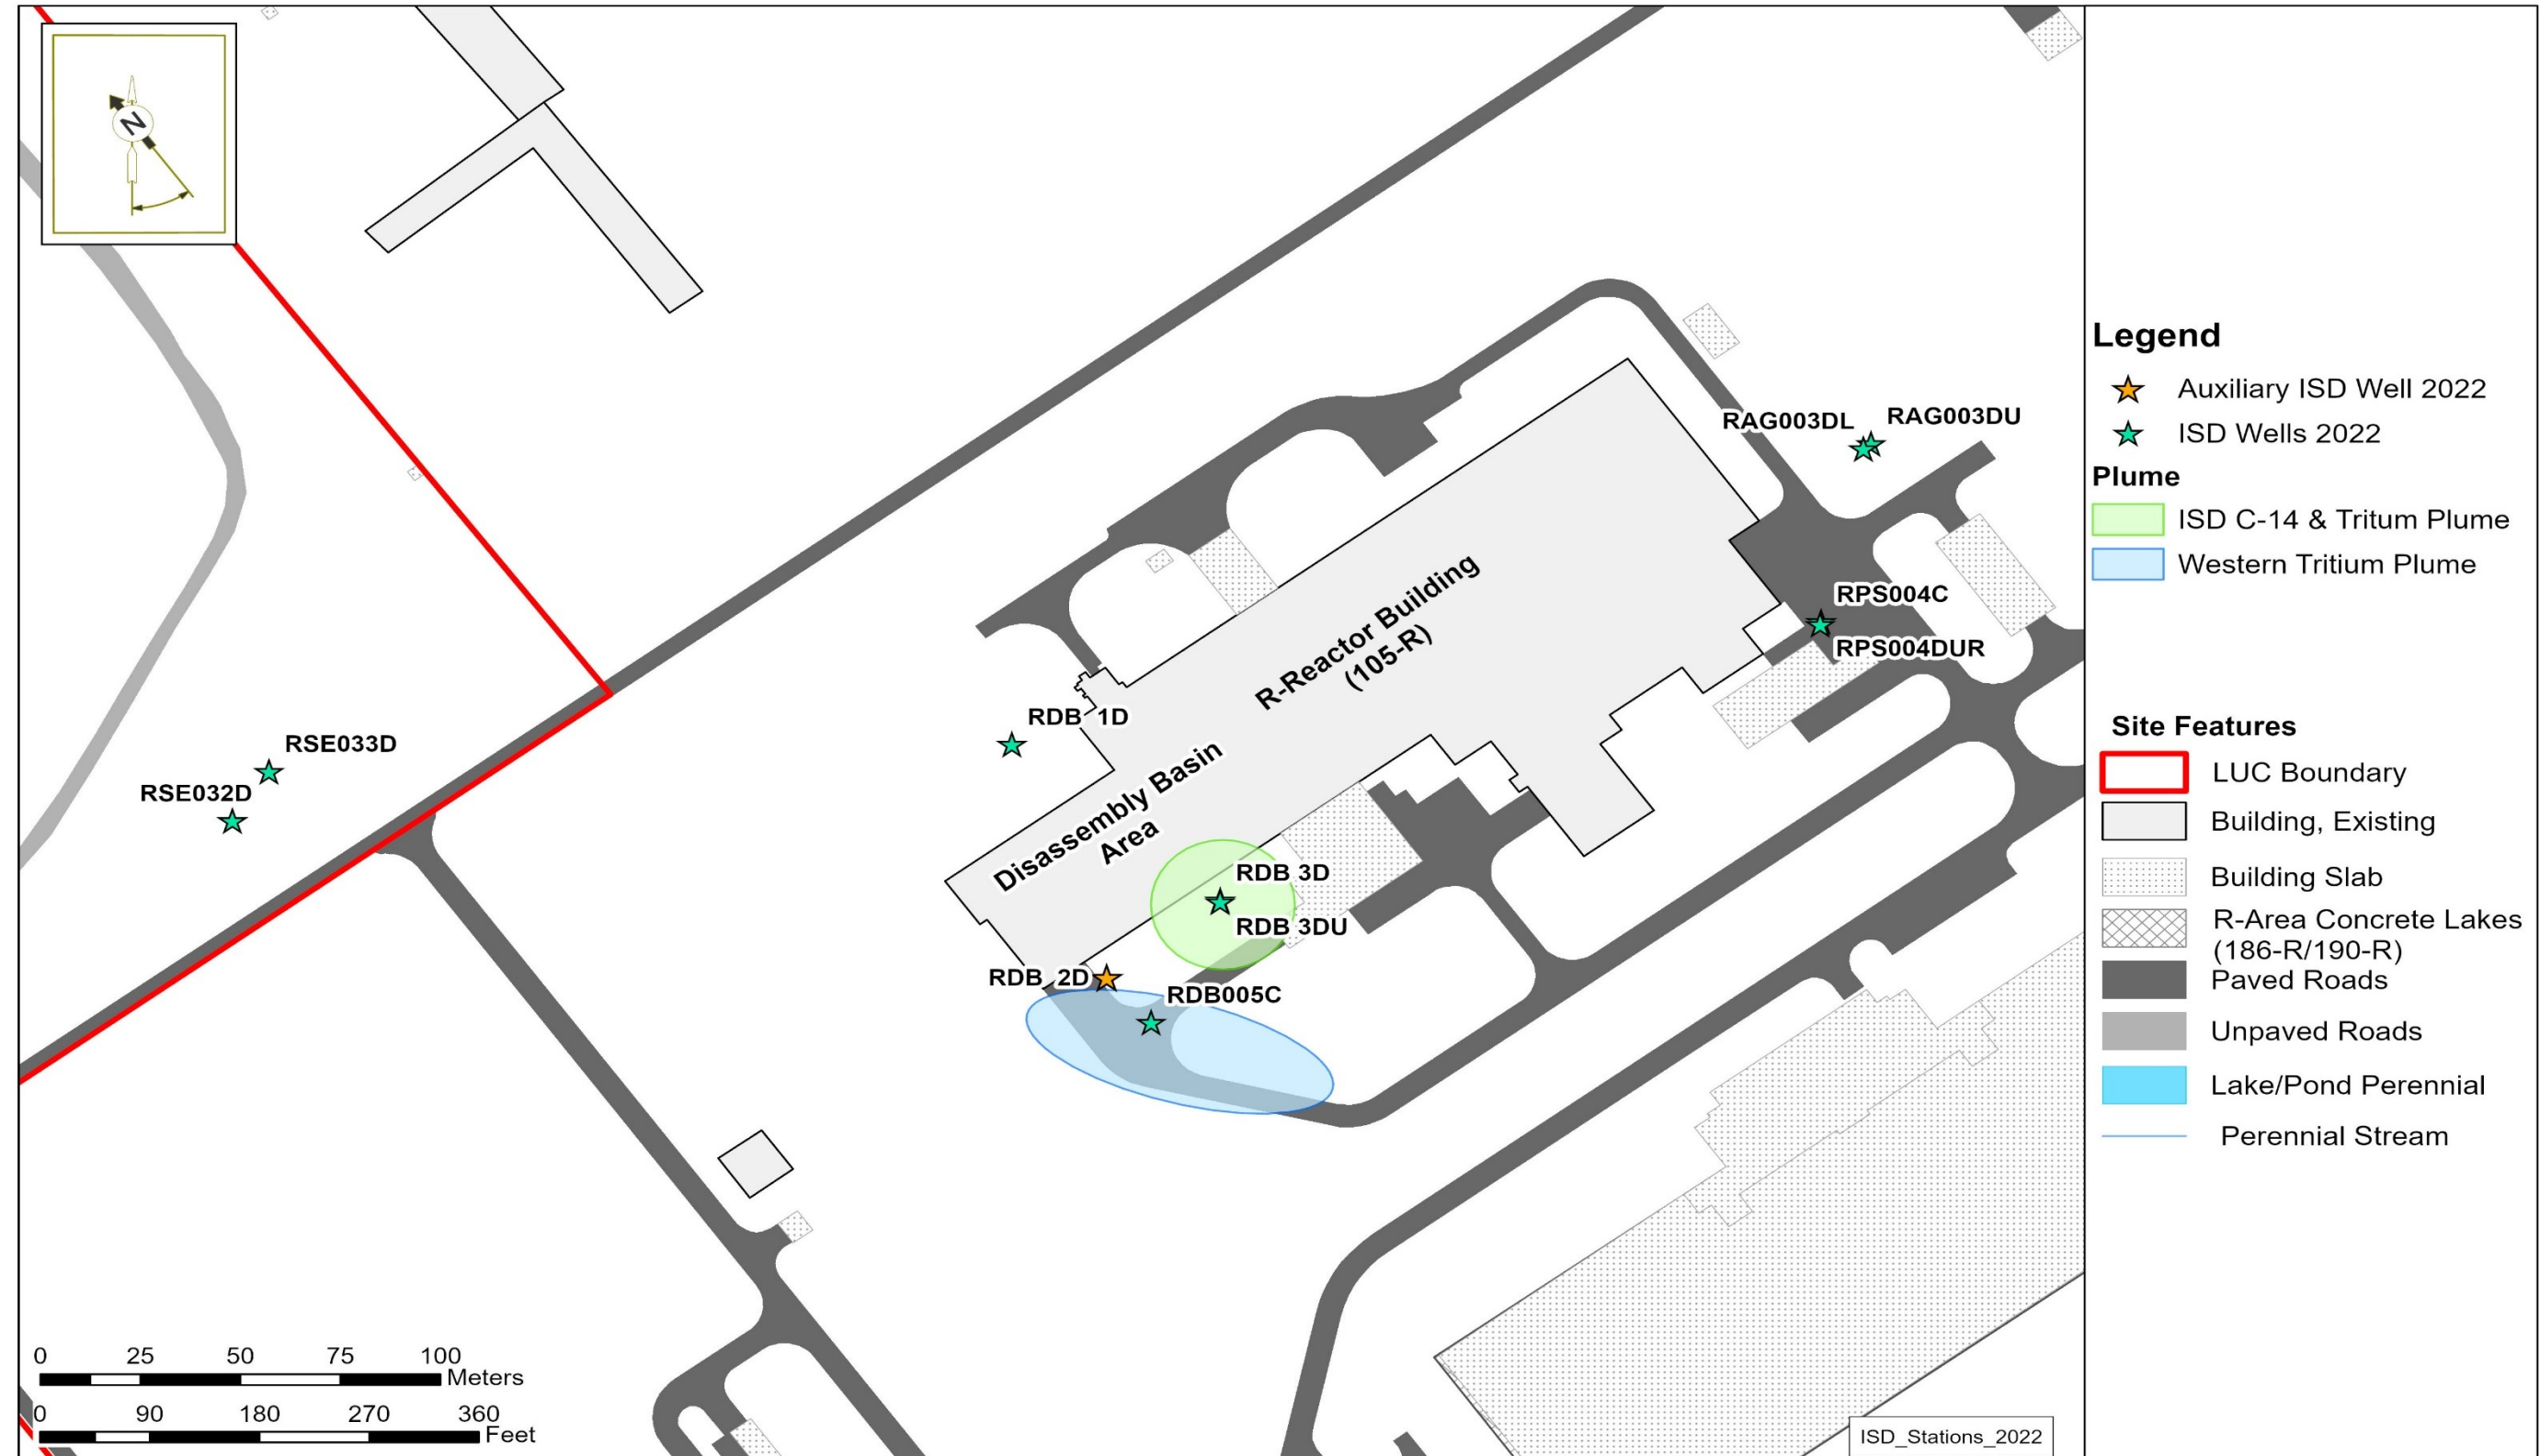 N
RAG003DL
RAG003DU
RPS004C
RPS004DUR
R-Reactor Building
(105-R)
RDB 1D
RSE033D
RSE032D
Disassembly Basin
Area
RDB 3D
RDB 3DU
RDB 2D
RDB005C
0 25 50 75 100
Meters
0 90 180 270 360
Feet
ISD_Stations_2022
Legend
Auxiliary ISD Well 2022
ISD Wells 2022
Plume
ISD C-14 & Tritum Plume
Western Tritium Plume
Site Features
LUC Boundary
Building, Existing
Building Slab
R-Area Concrete Lakes
(186-R/190-R)
Paved Roads
Unpaved Roads
Lake/Pond Perennial
Perennial Stream